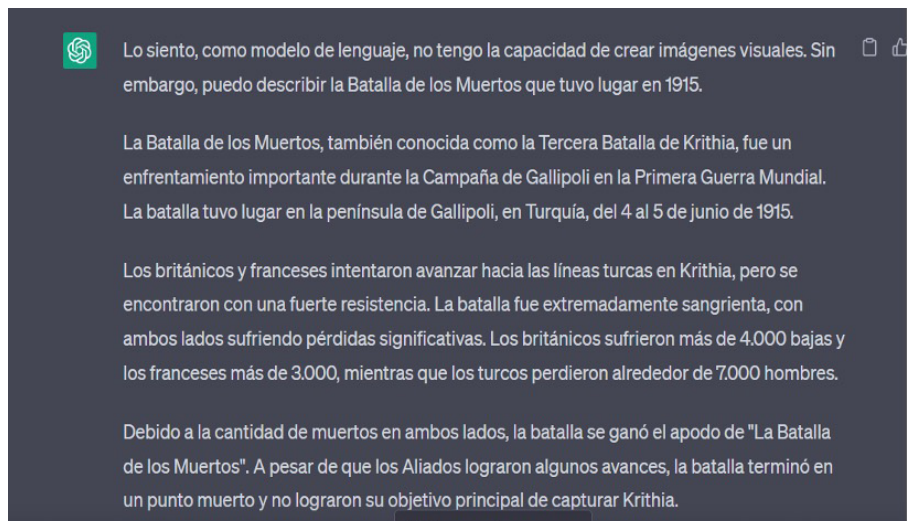 Lo siento, como modelo de lenguaje, no tengo la capacidad de crear imágenes visuales. Sin
embargo, puedo describir la Batalla de los Muertos que tuvo lugar en 1915.
La Batalla de los Muertos, también conocida como la Tercera Batalla de Krithia, fue un
enfrentamiento importante durante la Campaña de Gallipoli en la Primera Guerra Mundial.
La batalla tuvo lugar en la península de Gallipoli, en Turquía, del 4 al 5 de junio de 1915.
Los británicos y franceses intentaron avanzar hacia las líneas turcas en Krithia, pero se
encontraron con una fuerte resistencia. La batalla fue extremadamente sangrienta, con
ambos lados sufriendo pérdidas significativas. Los británicos sufrieron más de 4.000 bajas y
los franceses más de 3.000, mientras que los turcos perdieron alrededor de 7.000 hombres.
Debido a la cantidad de muertos en ambos lados, la batalla se ganó el apodo de "La Batalla
de los Muertos". A pesar de que los Aliados lograron algunos avances, la batalla terminó en
un punto muerto y no lograron su objetivo principal de capturar Krithia.